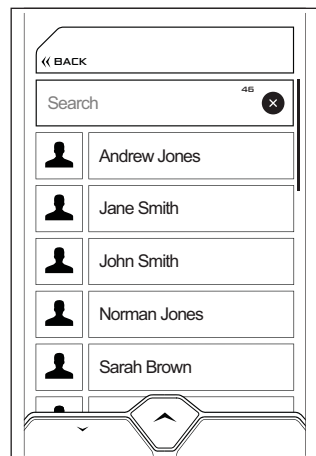 BACK
Search
46
Andrew Jones
Jane Smith
John Smith
Norman Jones
Sarah Brown